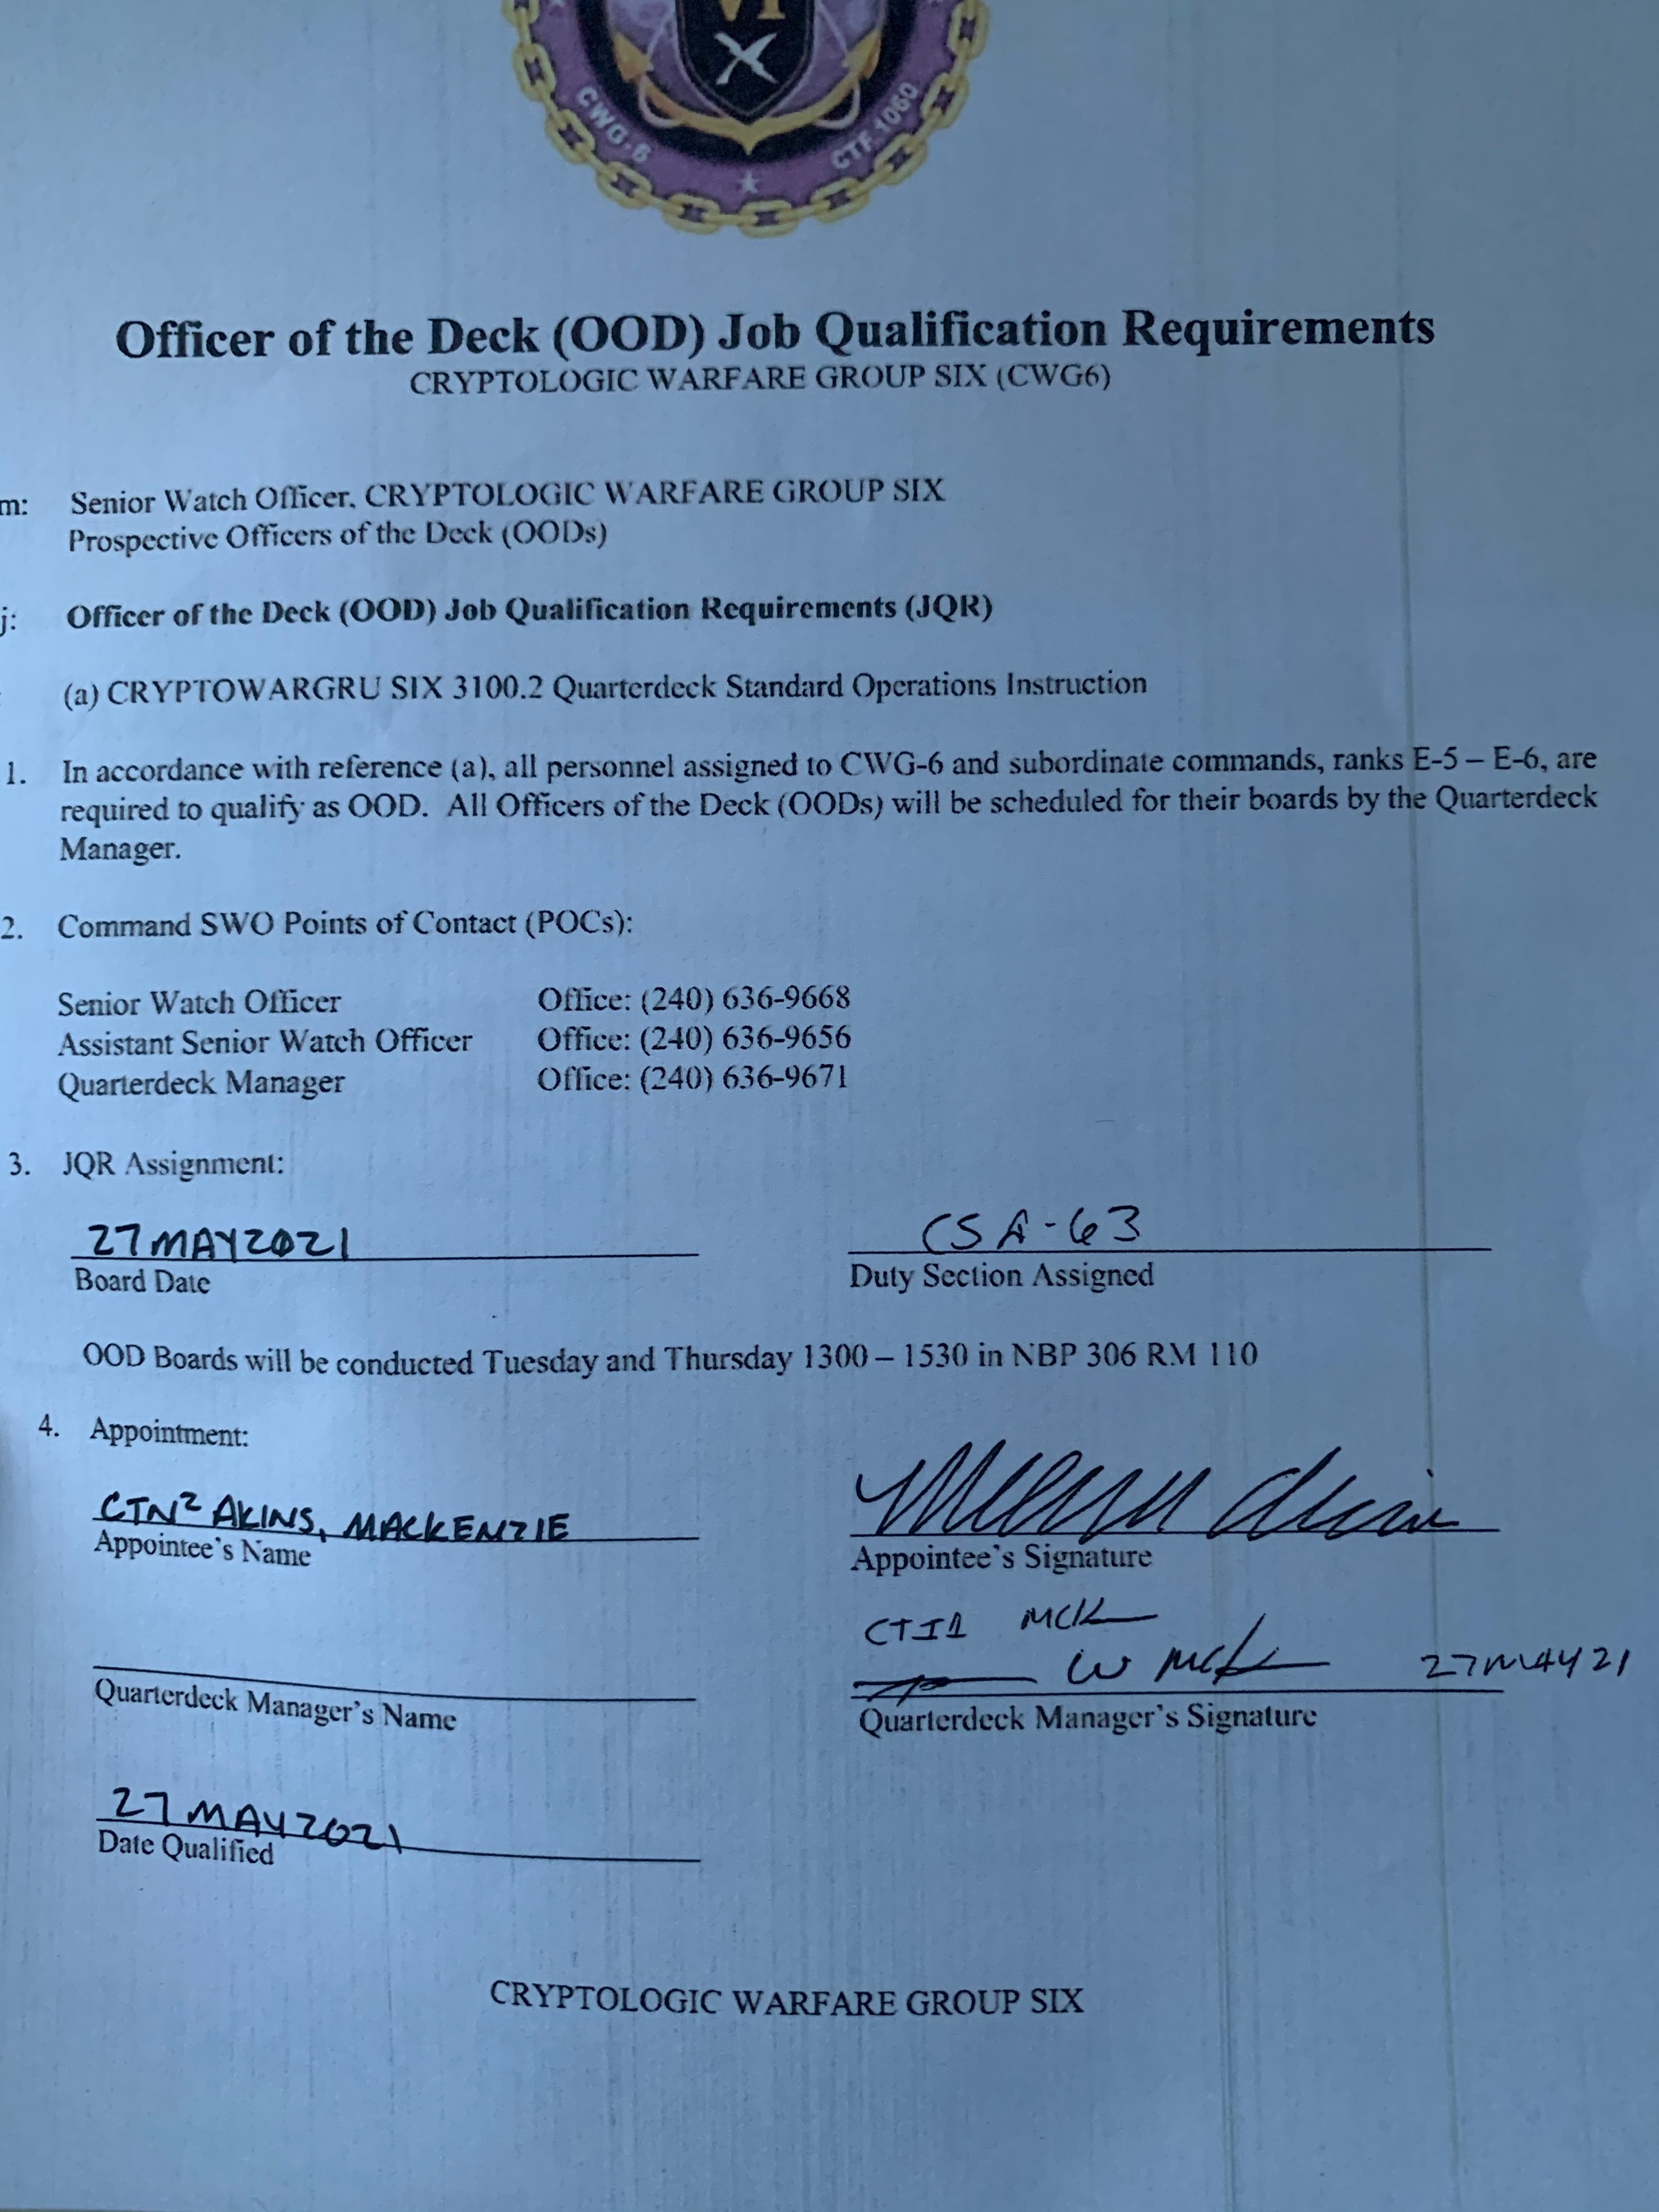 VI
CWG-6
CTF 1060
Officer of the Deck (OOD) Job Qualification Requirements
CRYPTOLOGIC WARFARE GROUP SIX (CWG6)
m: Senior Watch Officer, CRYPTOLOGIC WARFARE GROUP SIX
Prospective Officers of the Deck (OODs)
j: Officer of the Deck (OOD) Job Qualification Requirements (JQR)
(a) CRYPTOWARGRU SIX 3100.2 Quarterdeck Standard Operations Instruction
1. In accordance with reference (a), all personnel assigned to CWG-6 and subordinate commands, ranks E-5 – E-6, are
required to qualify as OOD. All Officers of the Deck (OODs) will be scheduled for their boards by the Quarterdeck
Manager.
2. Command SWO Points of Contact (POCs):
Senior Watch Officer Office: (240) 636-9668
Assistant Senior Watch Officer Office: (240) 636-9656
Quarterdeck Manager Office: (240) 636-9671
3. JQR Assignment:
27MAY2021 CSA-63
Board Date Duty Section Assigned
OOD Boards will be conducted Tuesday and Thursday 1300 – 1530 in NBP 306 RM 110
4. Appointment:
CTN2 AKINS, MACKENZIE
Appointee's Name Appointee's Signature
CTI1
27MAY21
Quarterdeck Manager's Name Quarterdeck Manager's Signature
27MAY2021
Date Qualified
CRYPTOLOGIC WARFARE GROUP SIX